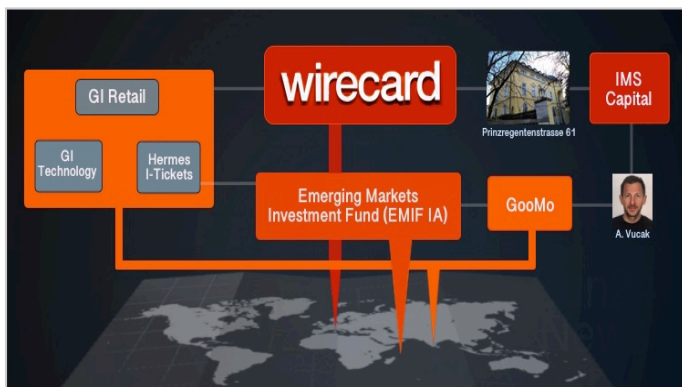 GI Retail
GI
Technology
Hermes
I-Tickets
wirecard
Emerging Markets
Investment Fund (EMIF IA)
Prinzregentenstrasse 61
IMS
Capital
GooMo
A. Vucak